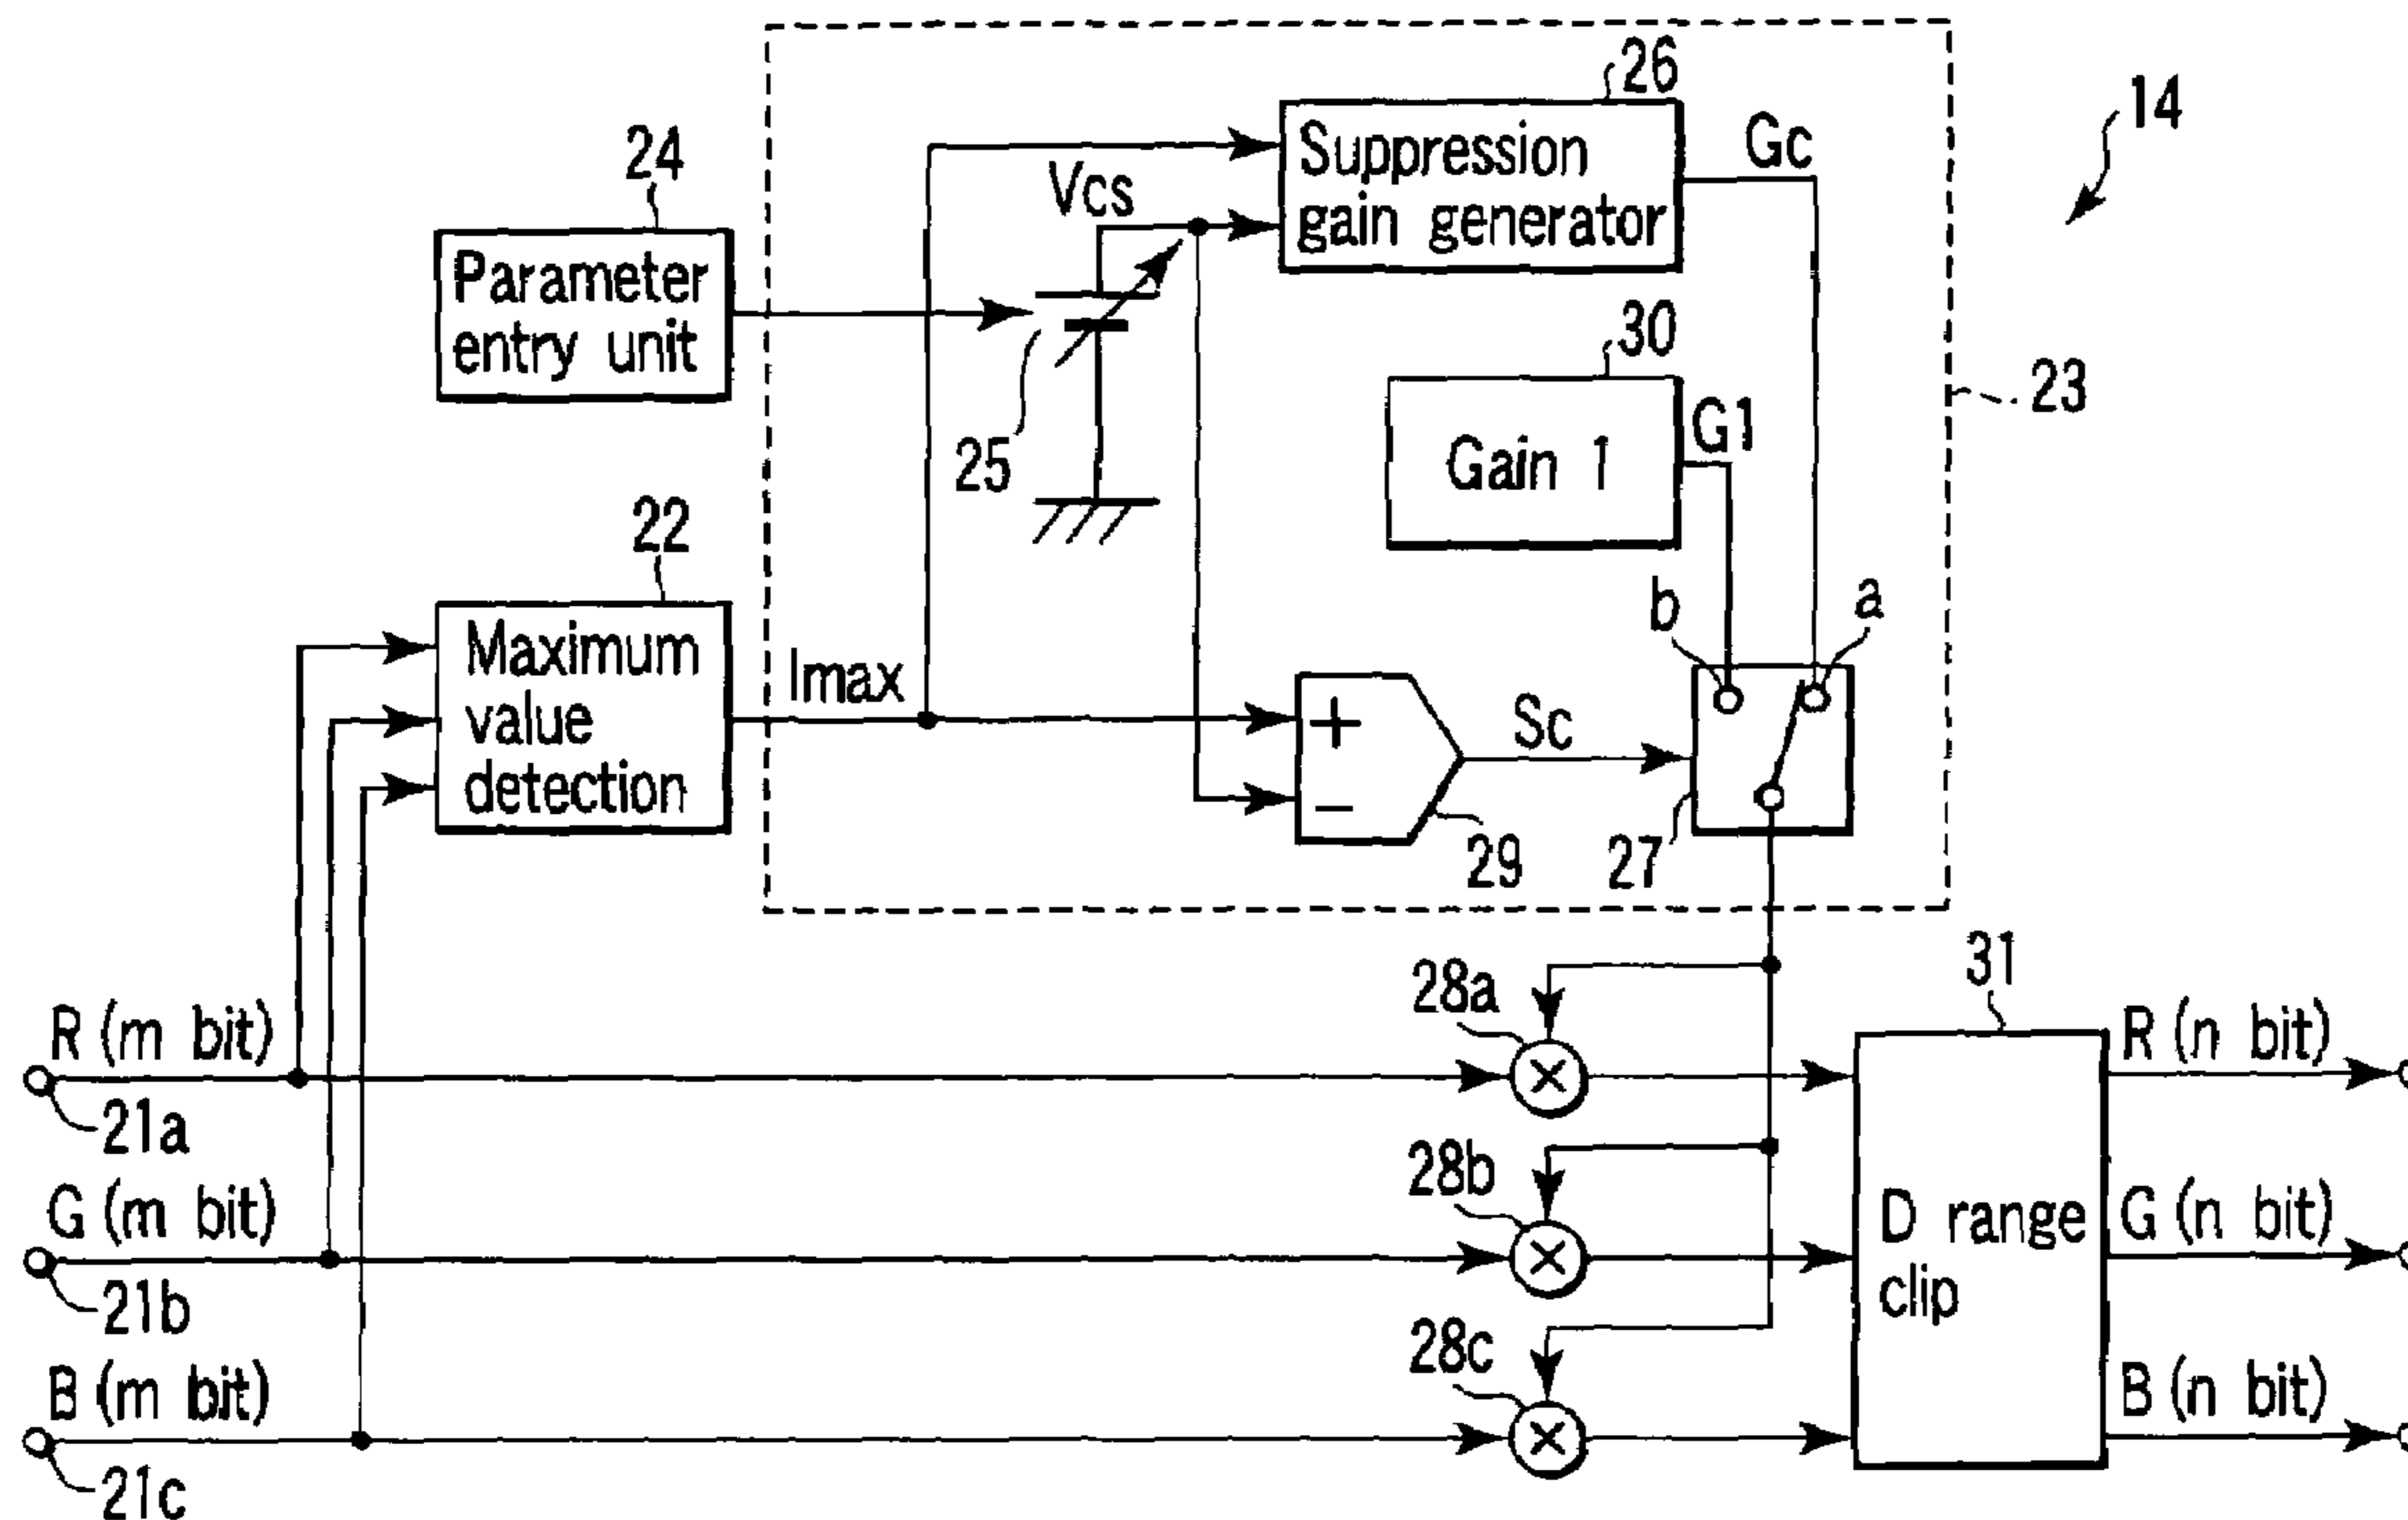 26
14
24
Suppression
gain generator
Gc
Vcs
Parameter
entry unit
30
23
G1
Gain 1
25
22
b
a
Maximum
value
detection
Imax
+
−
Sc
29
27
31
28a
R (m bit)
R (n bit)
×
21a
28b
G (m bit)
D range
clip
G (n bit)
×
21b
28c
B (m bit)
B (n bit)
×
21c